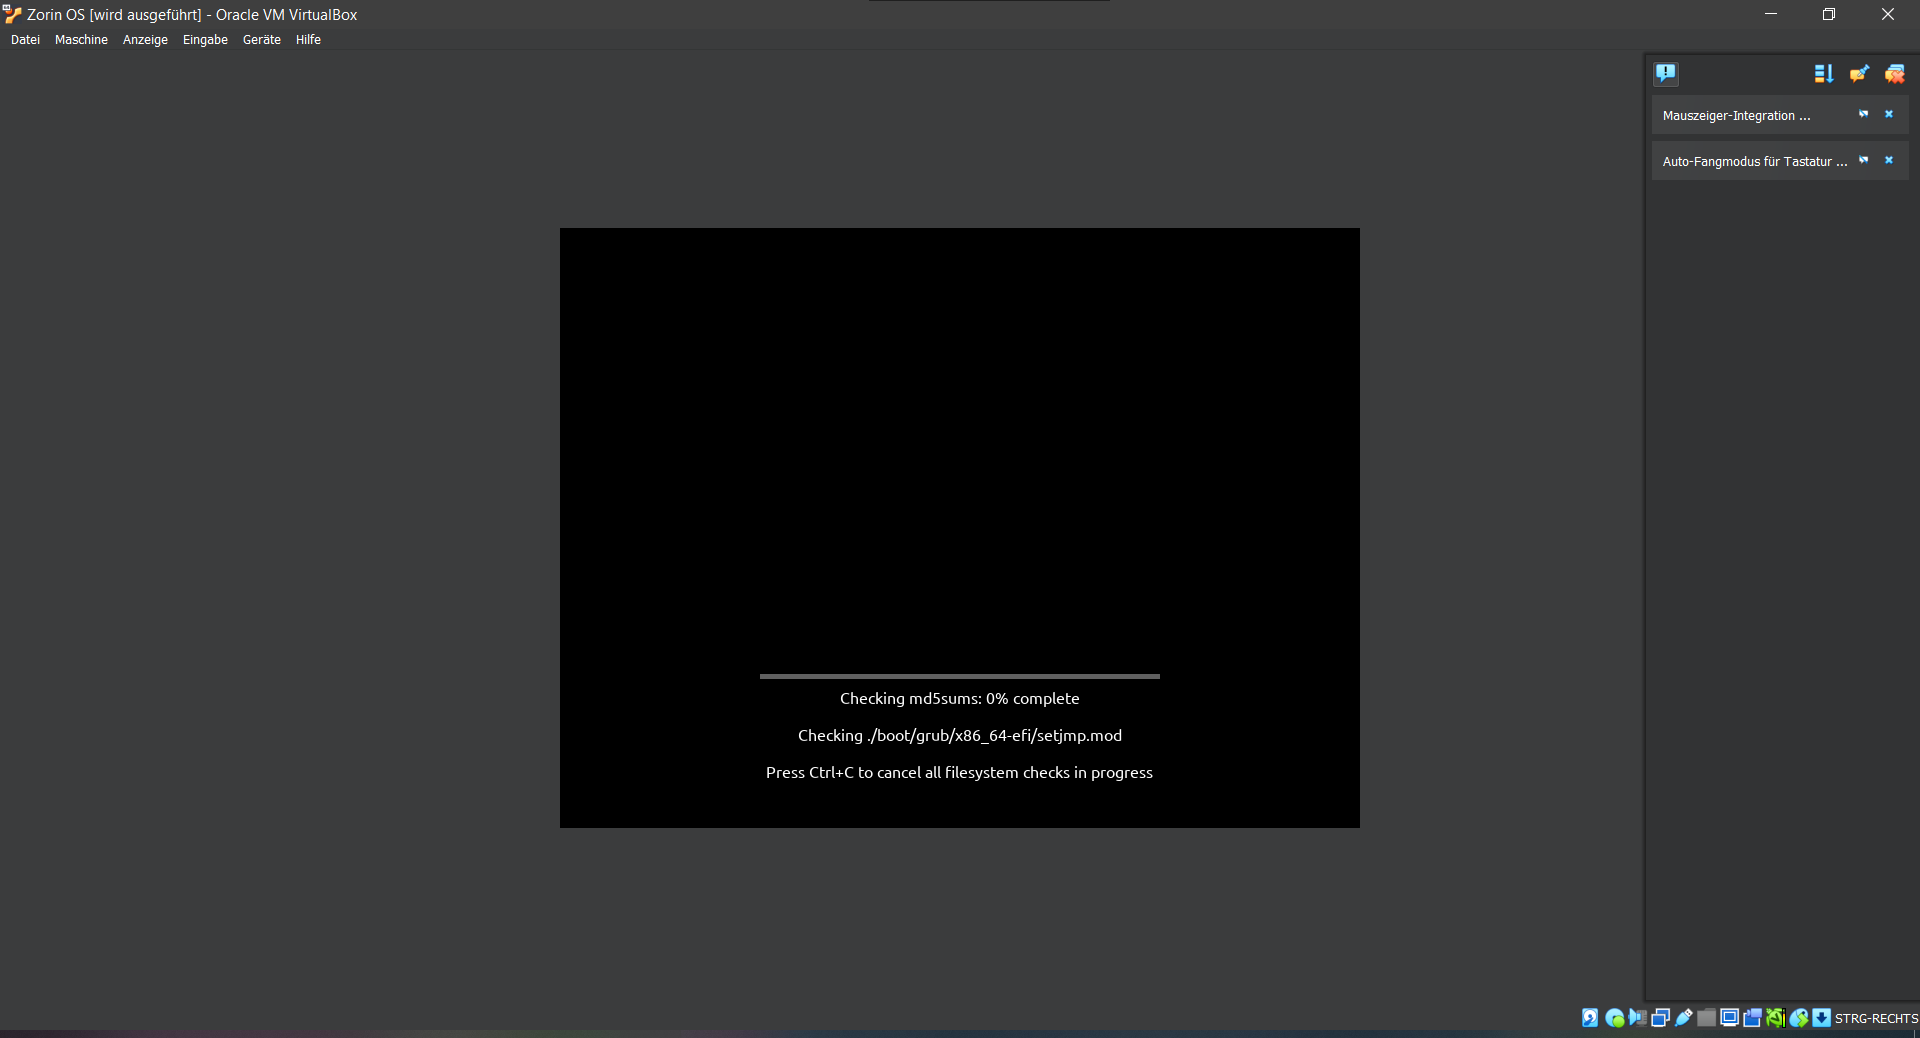 Zorin OS [wird ausgeführt] - Oracle VM VirtualBox
Datei Maschine Anzeige Eingabe Geräte Hilfe
Mauszeiger-Integration ...
Auto-Fangmodus für Tastatur ...
Checking md5sums: 0% complete
Checking ./boot/grub/x86_64-efi/setjmp.mod
Press Ctrl+C to cancel all filesystem checks in progress
STRG-RECHTS